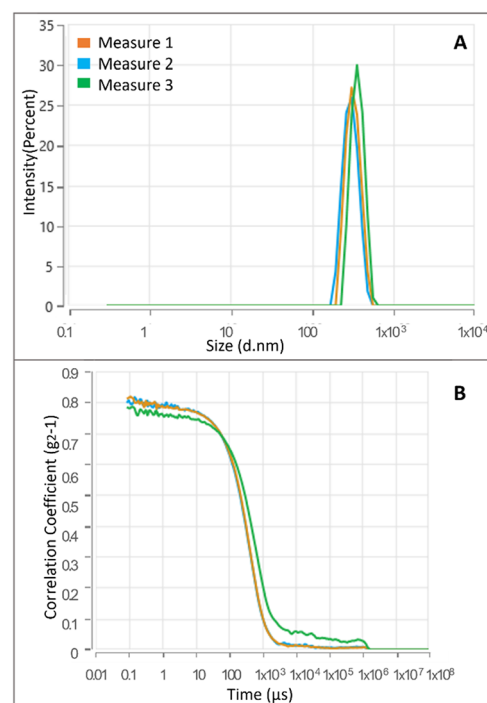 A
Measure 1
Measure 2
Measure 3
Intensity(Percent)
35
30
25
20
15
10
5
0
0.1 1 10 100 1x10³ 1x10⁴
Size (d.nm)
B
Correlation Coefficient (g2-1)
0.9
0.8
0.7
0.6
0.5
0.4
0.3
0.2
0.1
0
0.01 0.1 1 10 100 1x10³ 1x10⁴ 1x10⁵ 1x10⁶ 1x10⁷ 1x10⁸
Time (µs)